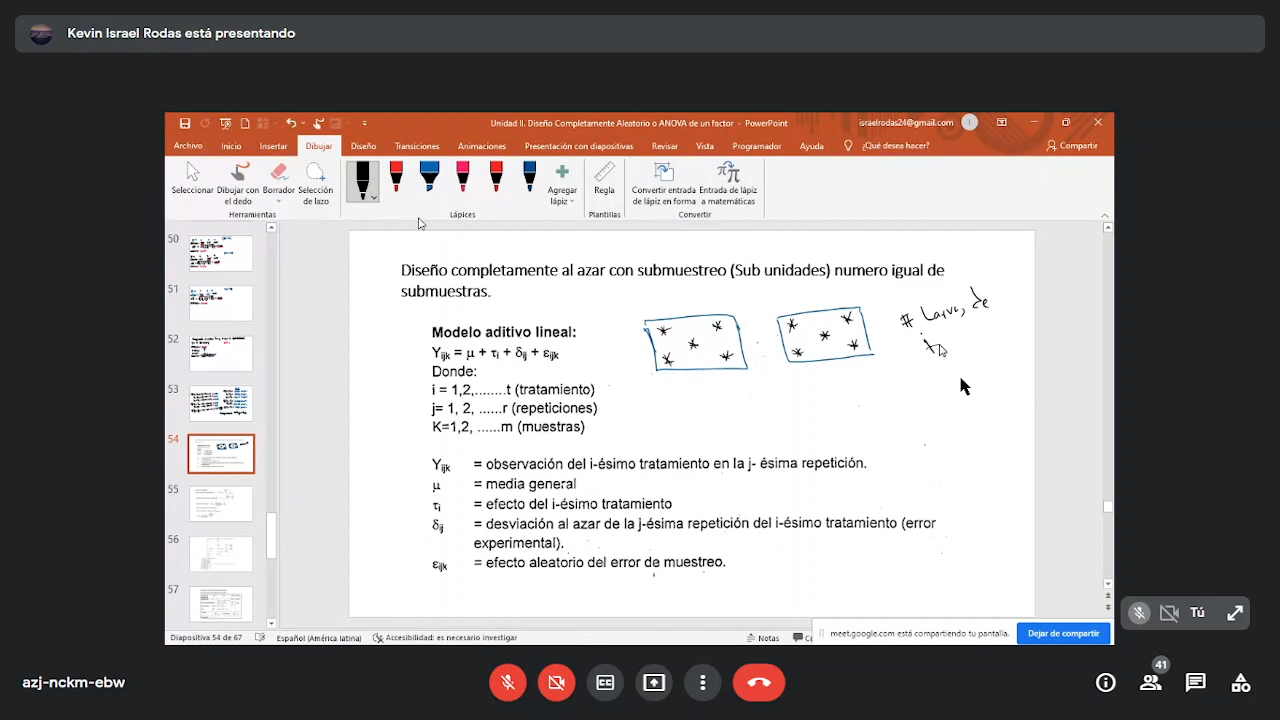 Kevin Israel Rodas está presentando
Unidad II. Diseño Completamente Aleatorio o ANOVA de un factor - PowerPoint
israelrodas24@gmail.com
I
Archivo Inicio Insertar Dibujar Diseño Transiciones Animaciones Presentación con diapositivas Revisar Vista Programador Ayuda ¿Qué desea hacer? Compartir
Seleccionar Dibujar con el dedo Borrador Selección de lazo Agregar lápiz Regla Convertir entrada de lápiz en forma Entrada de lápiz a matemáticas
Herramientas Lápices Plantillas Convertir
50
51
52
53
54
55
56
57
Diseño completamente al azar con submuestreo (Sub unidades) numero igual de
submuestras.
# Larvas de
Modelo aditivo lineal:
Yijk = μ + τi + δij + εijk
Donde:
i = 1,2,.......t (tratamiento)
j= 1, 2, ......r (repeticiones)
K=1,2, ......m (muestras)
Yijk = observación del i-ésimo tratamiento en la j- ésima repetición.
μ = media general
τi = efecto del i-ésimo tratamiento
δij = desviación al azar de la j-ésima repetición del i-ésimo tratamiento (error
experimental).
εijk = efecto aleatorio del error de muestreo.
Diapositiva 54 de 67 Español (América latina) Accesibilidad: es necesario investigar Notas
meet.google.com está compartiendo tu pantalla. Dejar de compartir
Tú
azj-nckm-ebw
41